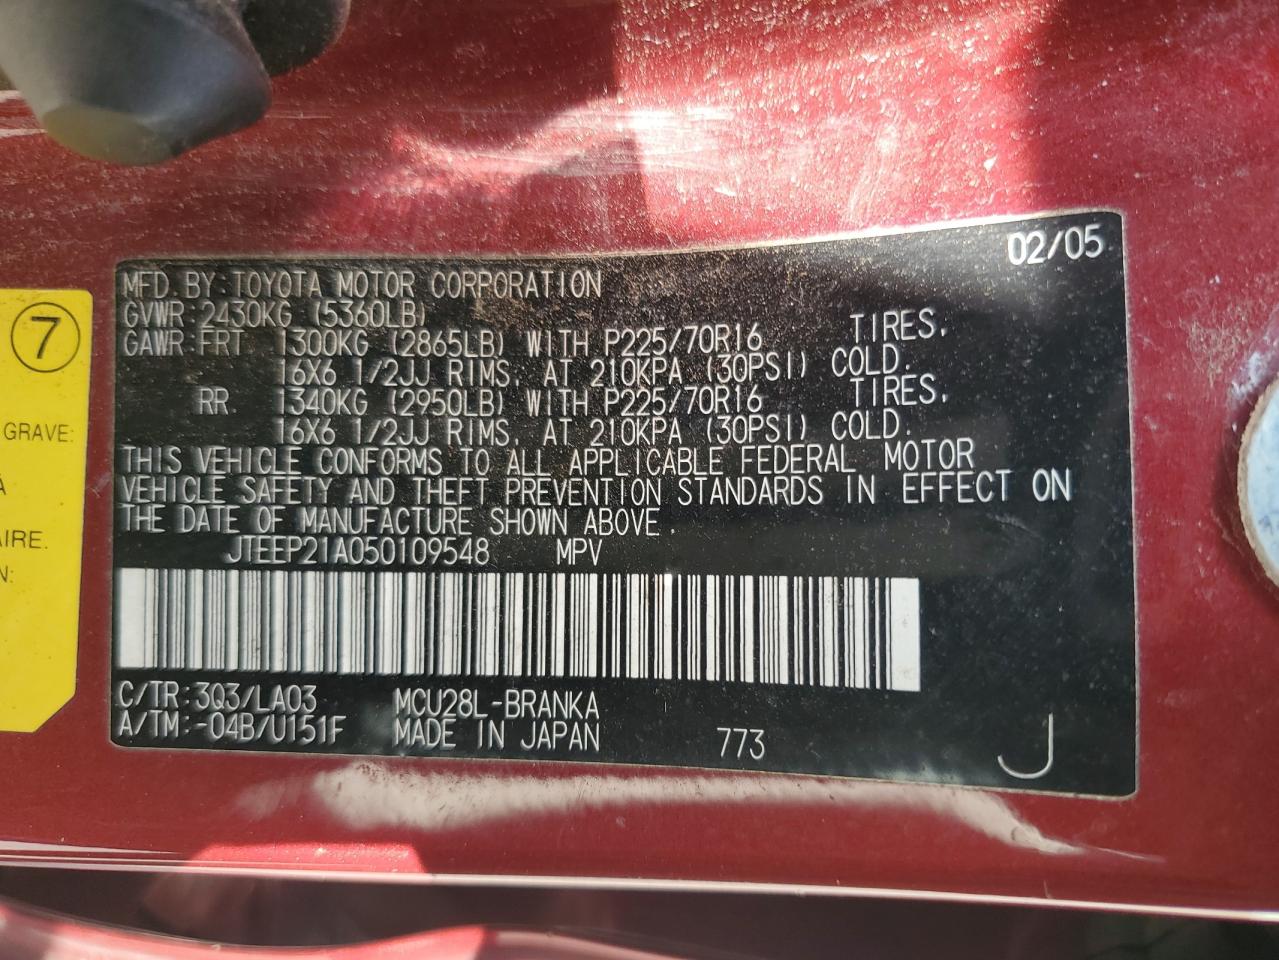 02/05
MFD.BY:TOYOTA MOTOR CORPORATION
GVWR:2430KG (5360LB)
GAWR:FRT 1300KG (2865LB) WITH P225/70R16 TIRES,
16X6 1/2JJ RIMS, AT 210KPA (30PSI) COLD.
RR. 1340KG (2950LB) WITH P225/70R16 TIRES,
16X6 1/2JJ RIMS, AT 210KPA (30PSI) COLD.
THIS VEHICLE CONFORMS TO ALL APPLICABLE FEDERAL MOTOR
VEHICLE SAFETY AND THEFT PREVENTION STANDARDS IN EFFECT ON
THE DATE OF MANUFACTURE SHOWN ABOVE.
JTEEP21A050109548 MPV
C/TR:3Q3/LA03 MCU28L-BRANKA
A/TM:-04B/U151F MADE IN JAPAN 773 J
7
GRAVE:
A
AIRE.
N: